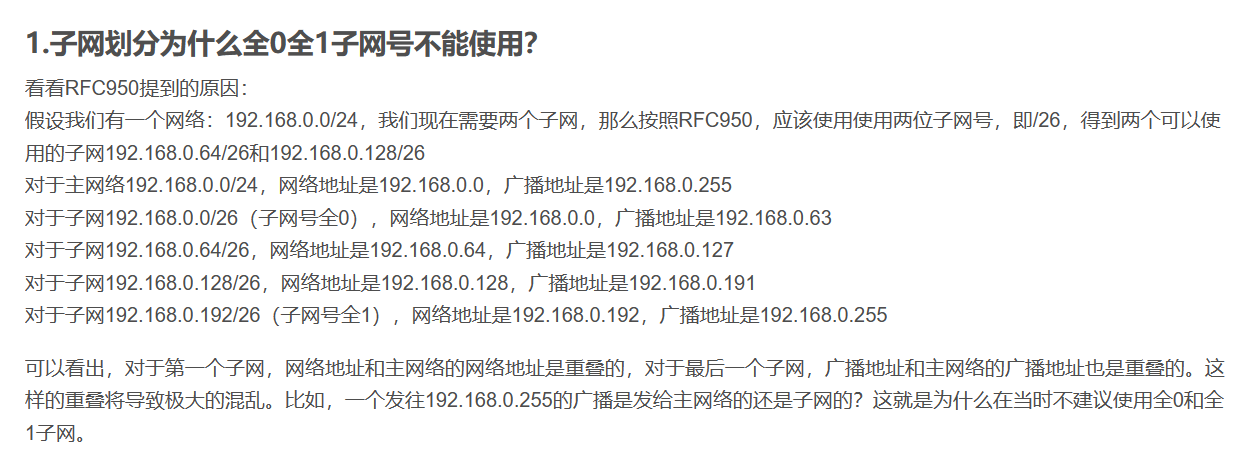 1.子网划分为什么全0全1子网号不能使用？
看看RFC950提到的原因：
假设我们有一个网络：192.168.0.0/24，我们现在需要两个子网，那么按照RFC950，应该使用使用两位子网号，即/26，得到两个可以使
用的子网192.168.0.64/26和192.168.0.128/26
对于主网络192.168.0.0/24，网络地址是192.168.0.0，广播地址是192.168.0.255
对于子网192.168.0.0/26（子网号全0），网络地址是192.168.0.0，广播地址是192.168.0.63
对于子网192.168.0.64/26，网络地址是192.168.0.64，广播地址是192.168.0.127
对于子网192.168.0.128/26，网络地址是192.168.0.128，广播地址是192.168.0.191
对于子网192.168.0.192/26（子网号全1），网络地址是192.168.0.192，广播地址是192.168.0.255
可以看出，对于第一个子网，网络地址和主网络的网络地址是重叠的，对于最后一个子网，广播地址和主网络的广播地址也是重叠的。这
样的重叠将导致极大的混乱。比如，一个发往192.168.0.255的广播是发给主网络的还是子网的？这就是为什么在当时不建议使用全0和全
1子网。